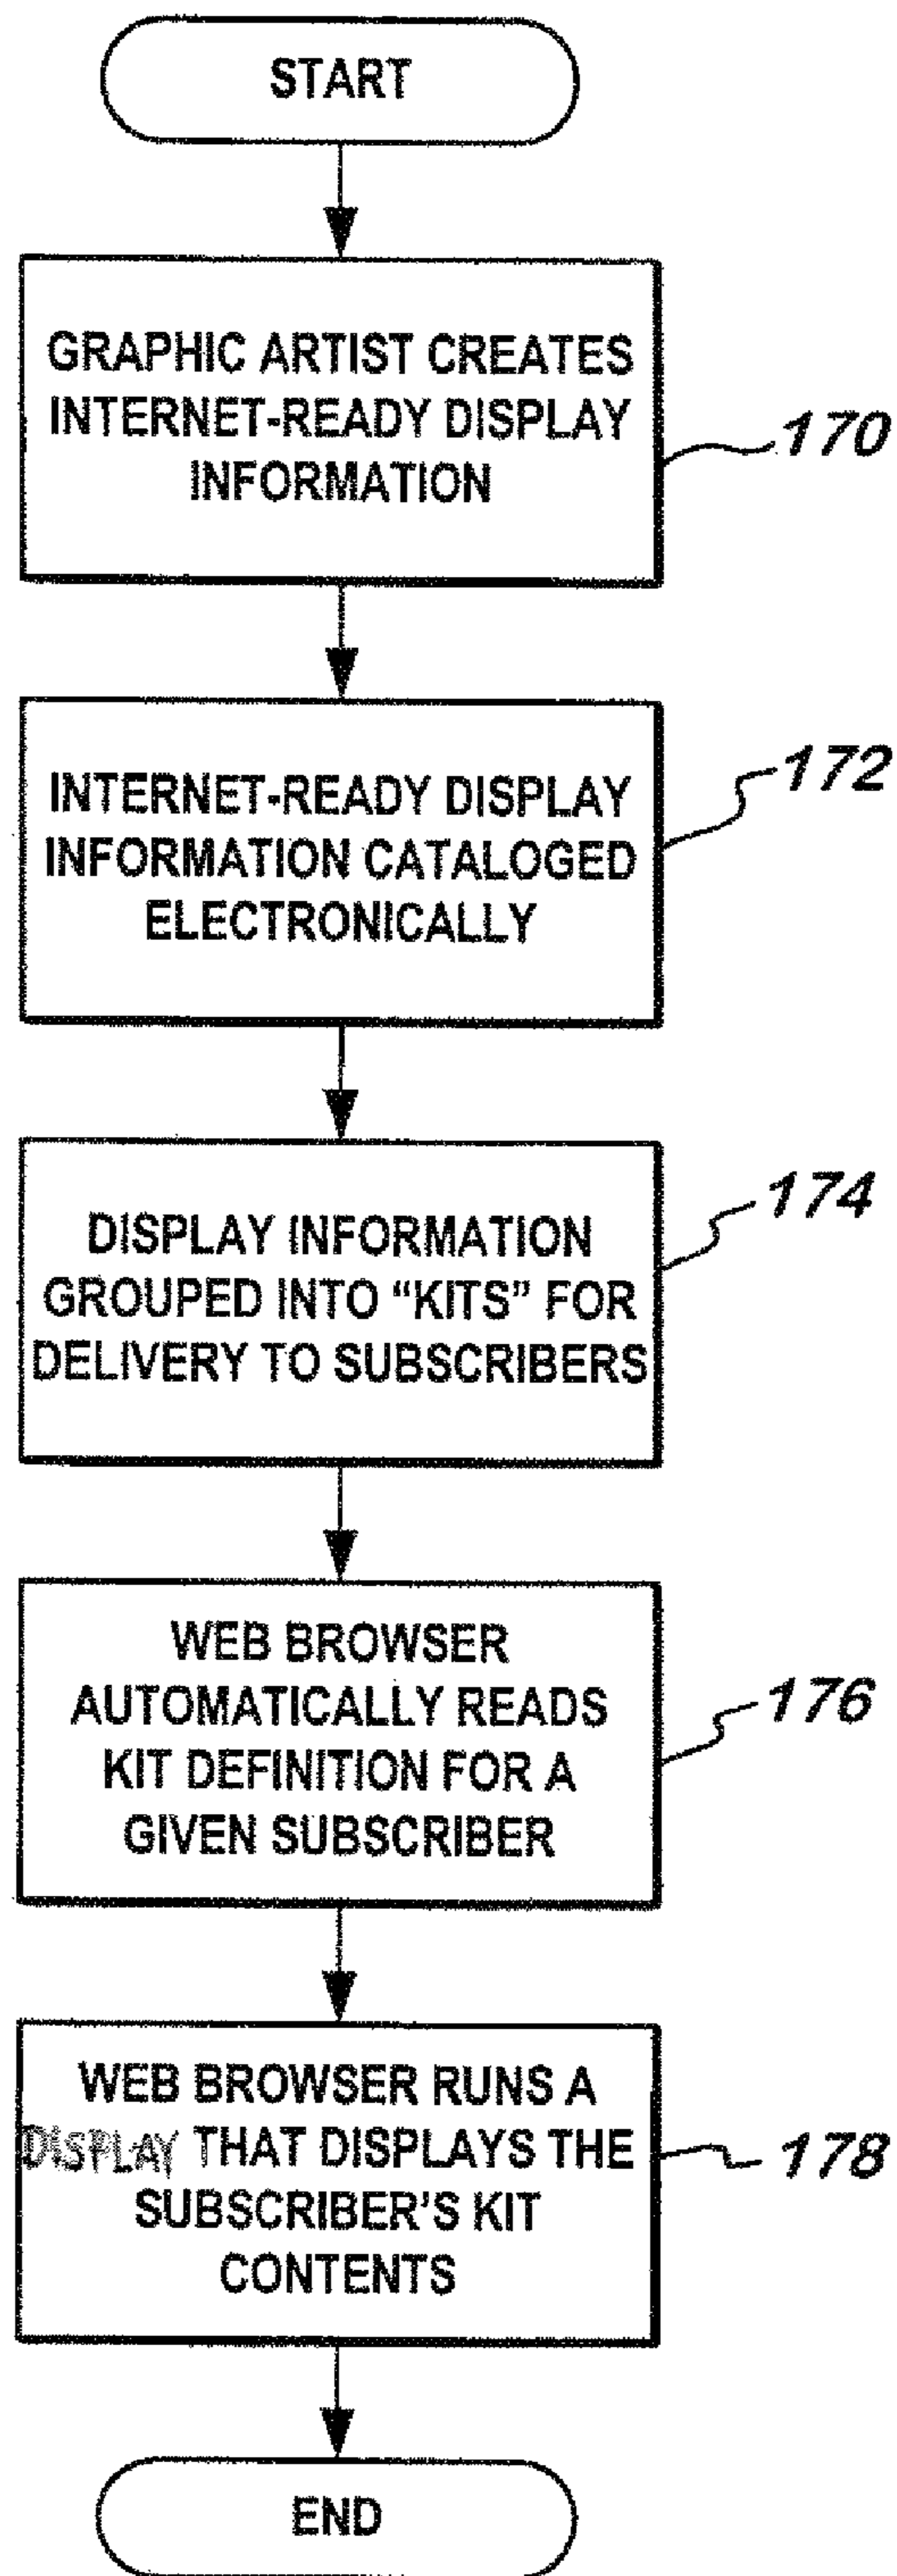 START
GRAPHIC ARTIST CREATES
INTERNET-READY DISPLAY
INFORMATION
170
INTERNET-READY DISPLAY
INFORMATION CATALOGED
ELECTRONICALLY
172
DISPLAY INFORMATION
GROUPED INTO “KITS” FOR
DELIVERY TO SUBSCRIBERS
174
WEB BROWSER
AUTOMATICALLY READS
KIT DEFINITION FOR A
GIVEN SUBSCRIBER
176
WEB BROWSER RUNS A
DISPLAY THAT DISPLAYS THE
SUBSCRIBER’S KIT
CONTENTS
178
END